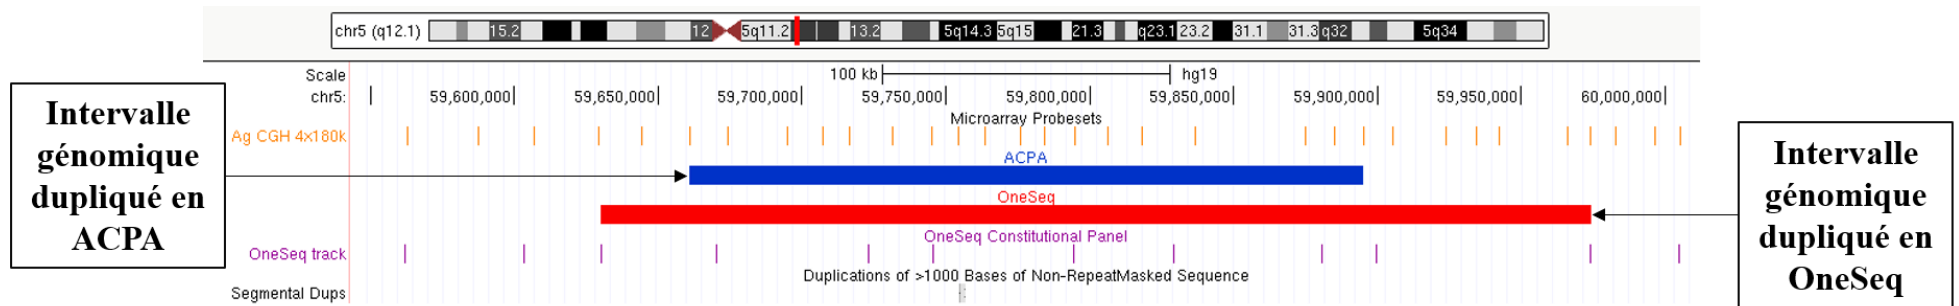 chr5 (q12.1) 15.2 12 5q11.2 13.2 5q14.3 5q15 21.3 q23.1 23.2 31.1 31.3 q32 5q34
Scale 100 kb hg19
chr5: 59,600,000 59,650,000 59,700,000 59,750,000 59,800,000 59,850,000 59,900,000 59,950,000 60,000,000
Microarray Probesets
Ag CGH 4x180k
ACPA
OneSeq
OneSeq Constitutional Panel
OneSeq track
Duplications of >1000 Bases of Non-RepeatMasked Sequence
Segmental Dups
Intervalle
génomique
dupliqué en
ACPA
Intervalle
génomique
dupliqué en
OneSeq